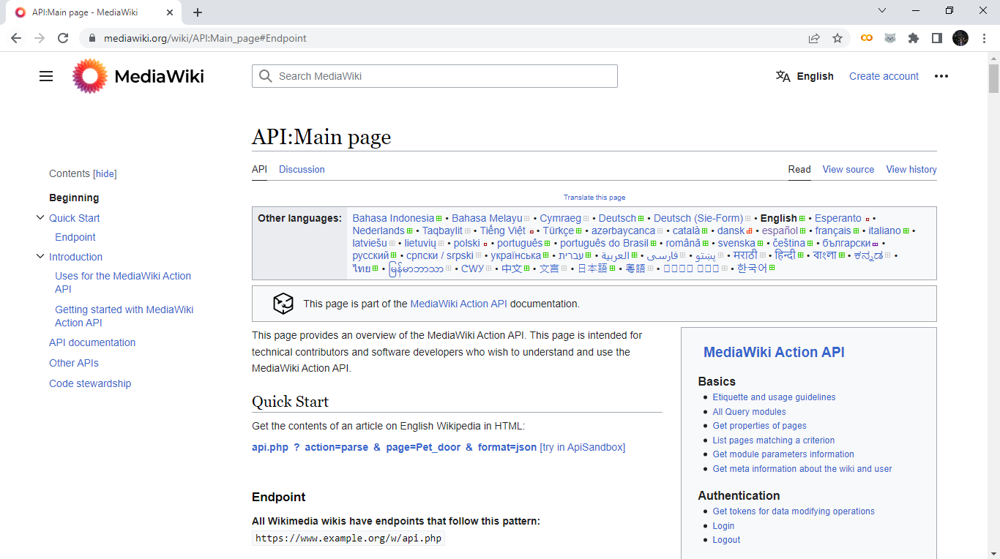 API:Main page - MediaWiki
mediawiki.org/wiki/API:Main_page#Endpoint
MediaWiki
Search MediaWiki
English
Create account
API:Main page
API
Discussion
Read
View source
View history
Contents [hide]
Beginning
Quick Start
Endpoint
Introduction
Uses for the MediaWiki Action
API
Getting started with MediaWiki
Action API
API documentation
Other APIs
Code stewardship
Translate this page
Other languages:
Bahasa Indonesia • Bahasa Melayu • Cymraeg • Deutsch • Deutsch (Sie-Form) • English • Esperanto •
Nederlands • Taqbaylit • Tiếng Việt • Türkçe • azərbaycanca • català • dansk • español • français • italiano •
latviešu • lietuvių • polski • português • português do Brasil • română • svenska • čeština • български •
русский • српски / srpski • українська • עברית • العربية • فارسی • پښتو • मराठी • हिन्दी • বাংলা • ಕನ್ನಡ •
ไทย • မြန်မာဘာသာ • ᏣᎳᎩ • 中文 • 文言 • 日本語 • 粵語 • 한국어
This page is part of the MediaWiki Action API documentation.
This page provides an overview of the MediaWiki Action API. This page is intended for
technical contributors and software developers who wish to understand and use the
MediaWiki Action API.
Quick Start
Get the contents of an article on English Wikipedia in HTML:
api.php ? action=parse & page=Pet_door & format=json [try in ApiSandbox]
Endpoint
All Wikimedia wikis have endpoints that follow this pattern:
https://www.example.org/w/api.php
MediaWiki Action API
Basics
• Etiquette and usage guidelines
• All Query modules
• Get properties of pages
• List pages matching a criterion
• Get module parameters information
• Get meta information about the wiki and user
Authentication
• Get tokens for data modifying operations
• Login
• Logout